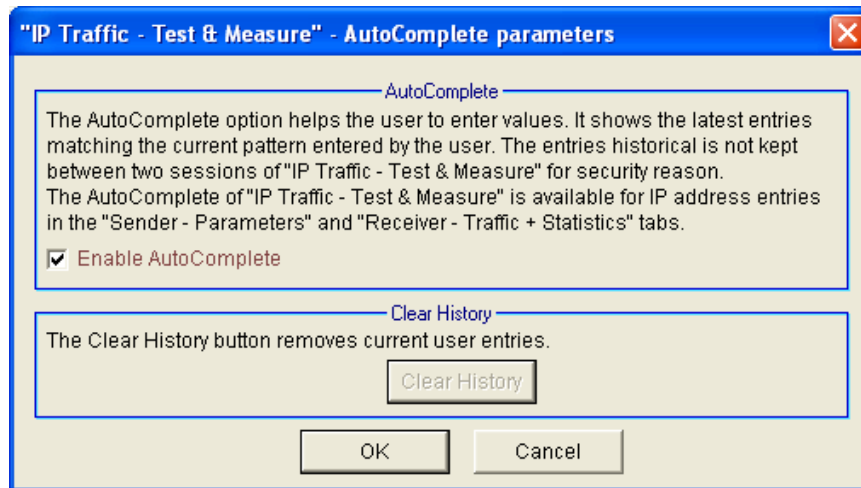 "IP Traffic - Test & Measure" - AutoComplete parameters
AutoComplete
The AutoComplete option helps the user to enter values. It shows the latest entries
matching the current pattern entered by the user. The entries historical is not kept
between two sessions of "IP Traffic - Test & Measure" for security reason.
The AutoComplete of "IP Traffic - Test & Measure" is available for IP address entries
in the "Sender - Parameters" and "Receiver - Traffic + Statistics" tabs.
Enable AutoComplete
Clear History
The Clear History button removes current user entries.
Clear History
OK
Cancel